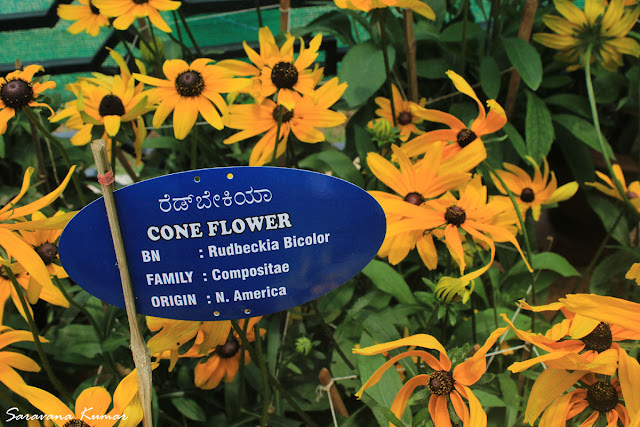 ರೆಡ್‌ಬೇಕಿಯಾ
CONE FLOWER
BN : Rudbeckia Bicolor
FAMILY : Compositae
ORIGIN : N. America
Saravana Kumar